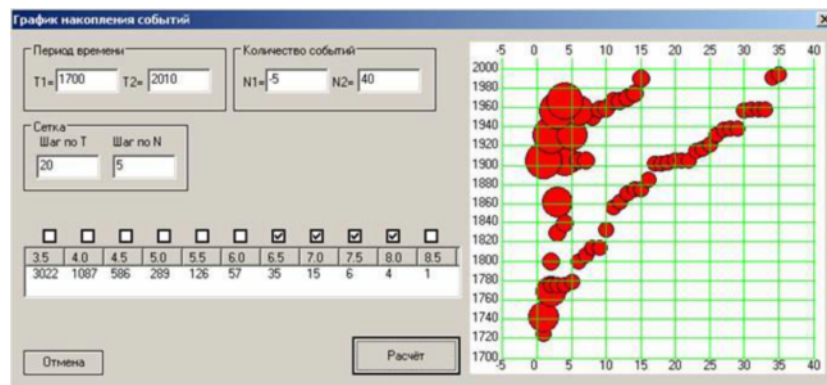 График накопления событий
Период времени
T1= 1700 T2= 2010
Количество событий
N1= -5 N2= 40
Сетка
Шаг по T Шаг по N
20 5
3.5 4.0 4.5 5.0 5.5 6.0 6.5 7.0 7.5 8.0 8.5
3022 1087 586 289 126 57 35 15 6 4 1
Отмена
Расчёт
-5 0 5 10 15 20 25 30 35 40
2000
1980
1960
1940
1920
1900
1880
1860
1840
1820
1800
1780
1760
1740
1720
1700
-5 0 5 10 15 20 25 30 35 40